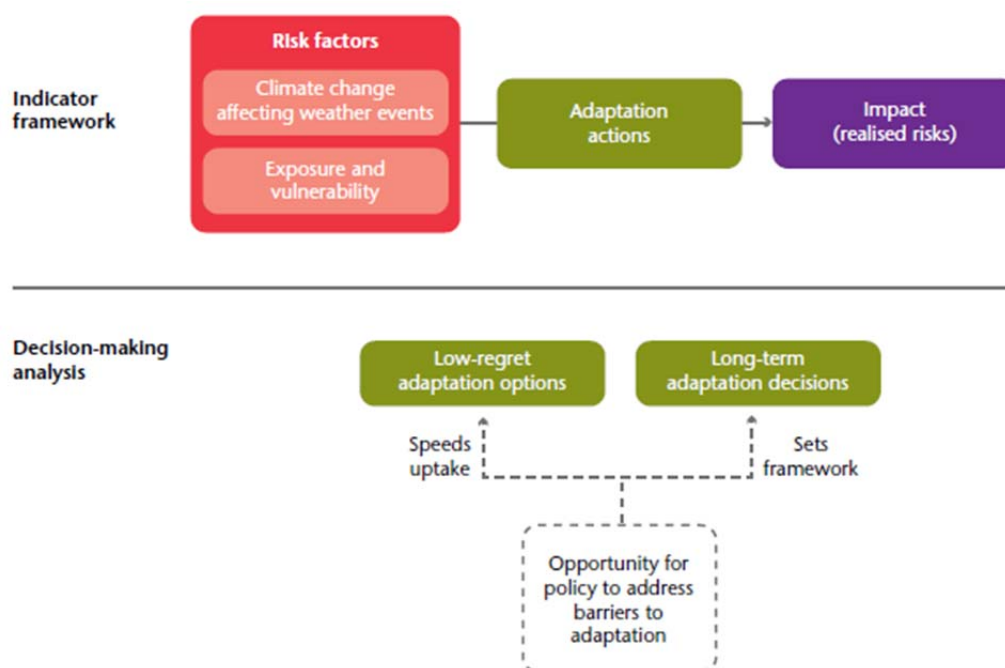 Risk factors
Climate change
affecting weather events
Exposure and
vulnerability
Indicator
framework
Adaptation
actions
Impact
(realised risks)
Decision-making
analysis
Low-regret
adaptation options
Long-term
adaptation decisions
Speeds
uptake
Sets
framework
Opportunity for
policy to address
barriers to
adaptation